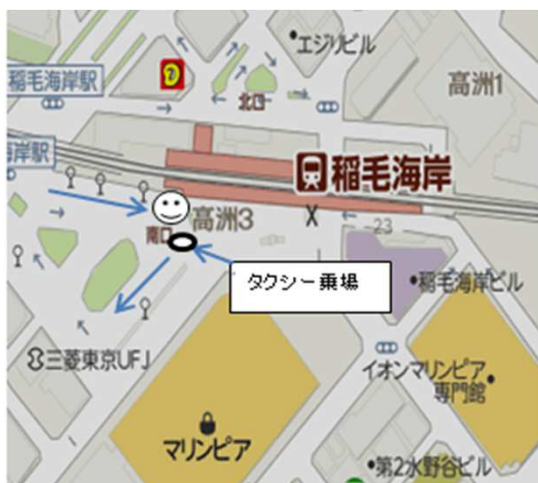 エジリビル
稲毛海岸駅
高洲1
北口
海岸駅
稲毛海岸
高洲3
南口
X
23
タクシー乗場
稲毛海岸ビル
三菱東京UFJ
イオンマリンピア
専門館
マリンピア
第2水野谷ビル